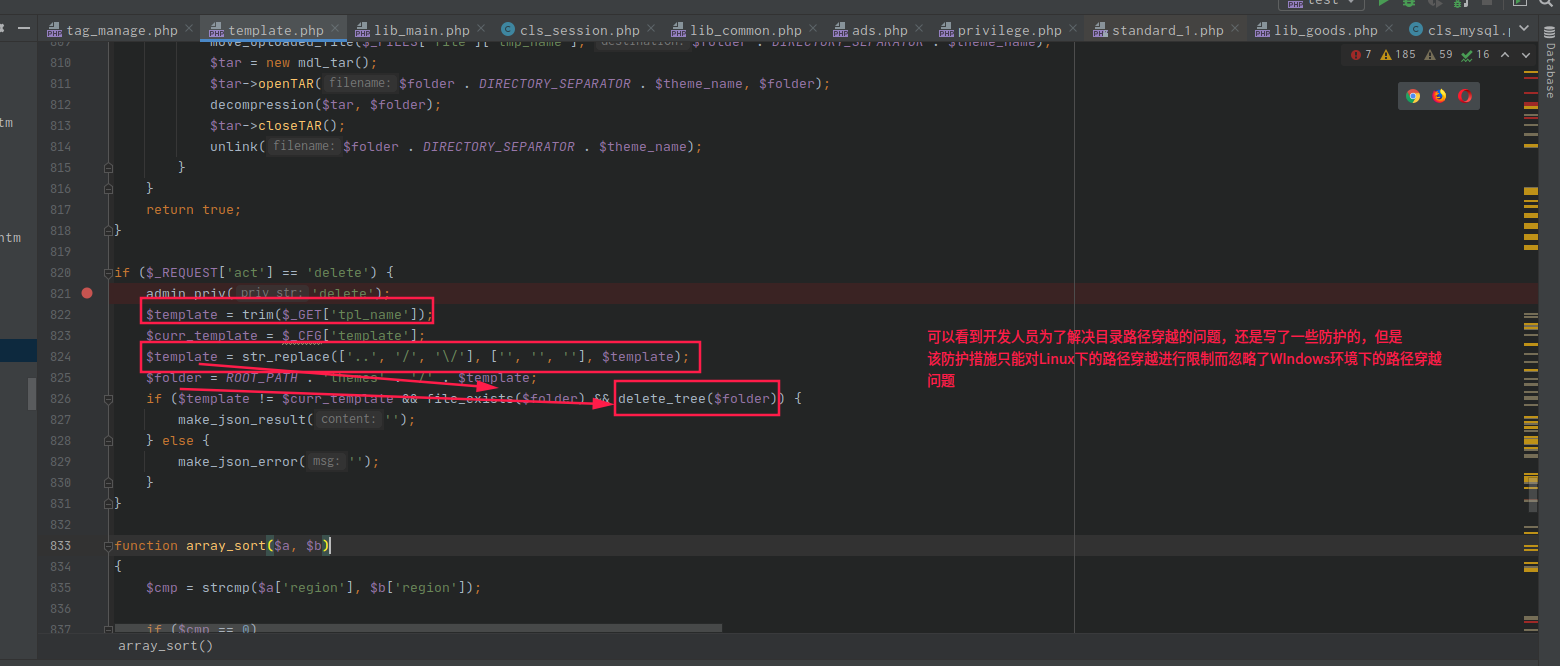 test
tag_manage.php template.php lib_main.php cls_session.php lib_common.php ads.php privilege.php standard_1.php lib_goods.php cls_mysql.
7 185 59 16
Database
809 move_uploaded_file($_FILES['file']['tmp_name'], destination: $folder . DIRECTORY_SEPARATOR . $theme_name);
810 $tar = new mdl_tar();
811 $tar->openTAR( filename: $folder . DIRECTORY_SEPARATOR . $theme_name, $folder);
812 decompression($tar, $folder);
813 $tar->closeTAR();
814 unlink( filename: $folder . DIRECTORY_SEPARATOR . $theme_name);
815 }
816 }
817 return true;
818 }
819
820 if ($_REQUEST['act'] == 'delete') {
821 admin_priv( priv_str: 'delete');
822 $template = trim($_GET['tpl_name']);
823 $curr_template = $_CFG['template'];
824 $template = str_replace(['..', '/', '\/'], ['', '', ''], $template);
825 $folder = ROOT_PATH . 'themes' . '/' . $template;
826 if ($template != $curr_template && file_exists($folder) && delete_tree($folder)) {
827 make_json_result( content: '');
828 } else {
829 make_json_error( msg: '');
830 }
831 }
832
833 function array_sort($a, $b)
834 {
835 $cmp = strcmp($a['region'], $b['region']);
836
837 if ($cmp == 0)
array_sort()
可以看到开发人员为了解决目录路径穿越的问题，还是写了一些防护的，但是
该防护措施只能对Linux下的路径穿越进行限制而忽略了WIndows环境下的路径穿越
问题
tm
ntm